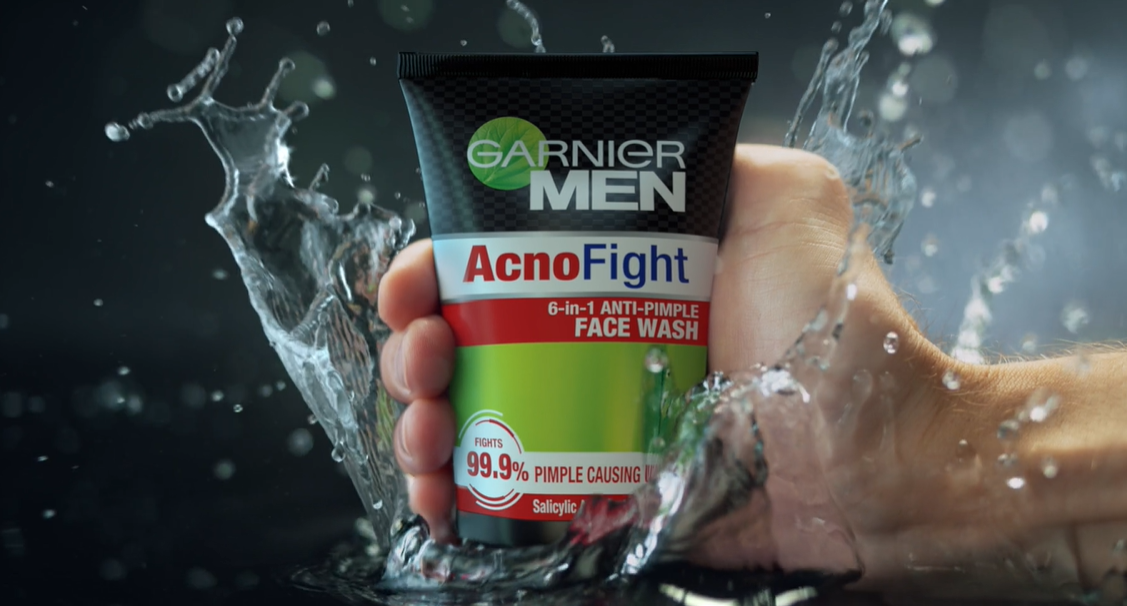 GARNIER
MEN
AcnoFight
6-in-1 ANTI-PIMPLE
FACE WASH
FIGHTS
99.9% PIMPLE CAUSING
Salicylic